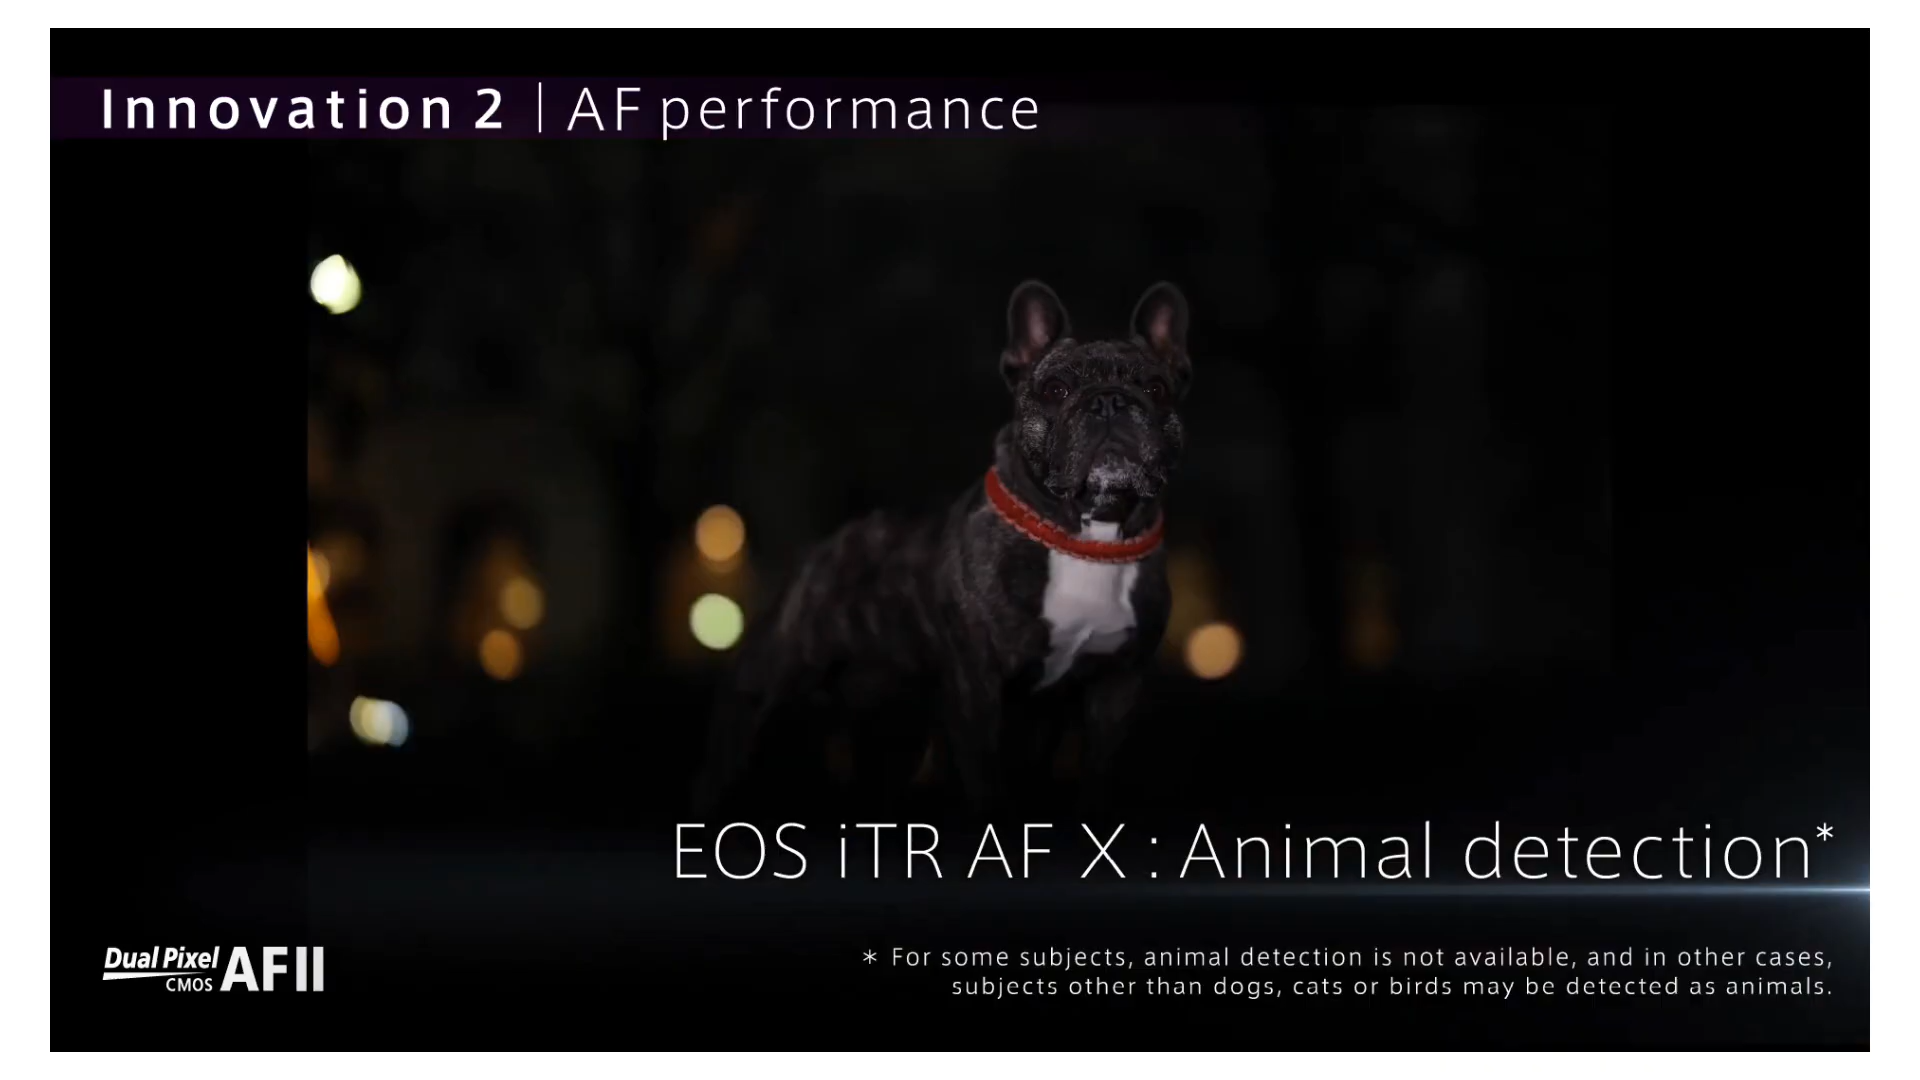 Innovation 2 | AF performance
EOS iTR AF X : Animal detection*
Dual Pixel
CMOS AF II
* For some subjects, animal detection is not available, and in other cases,
subjects other than dogs, cats or birds may be detected as animals.